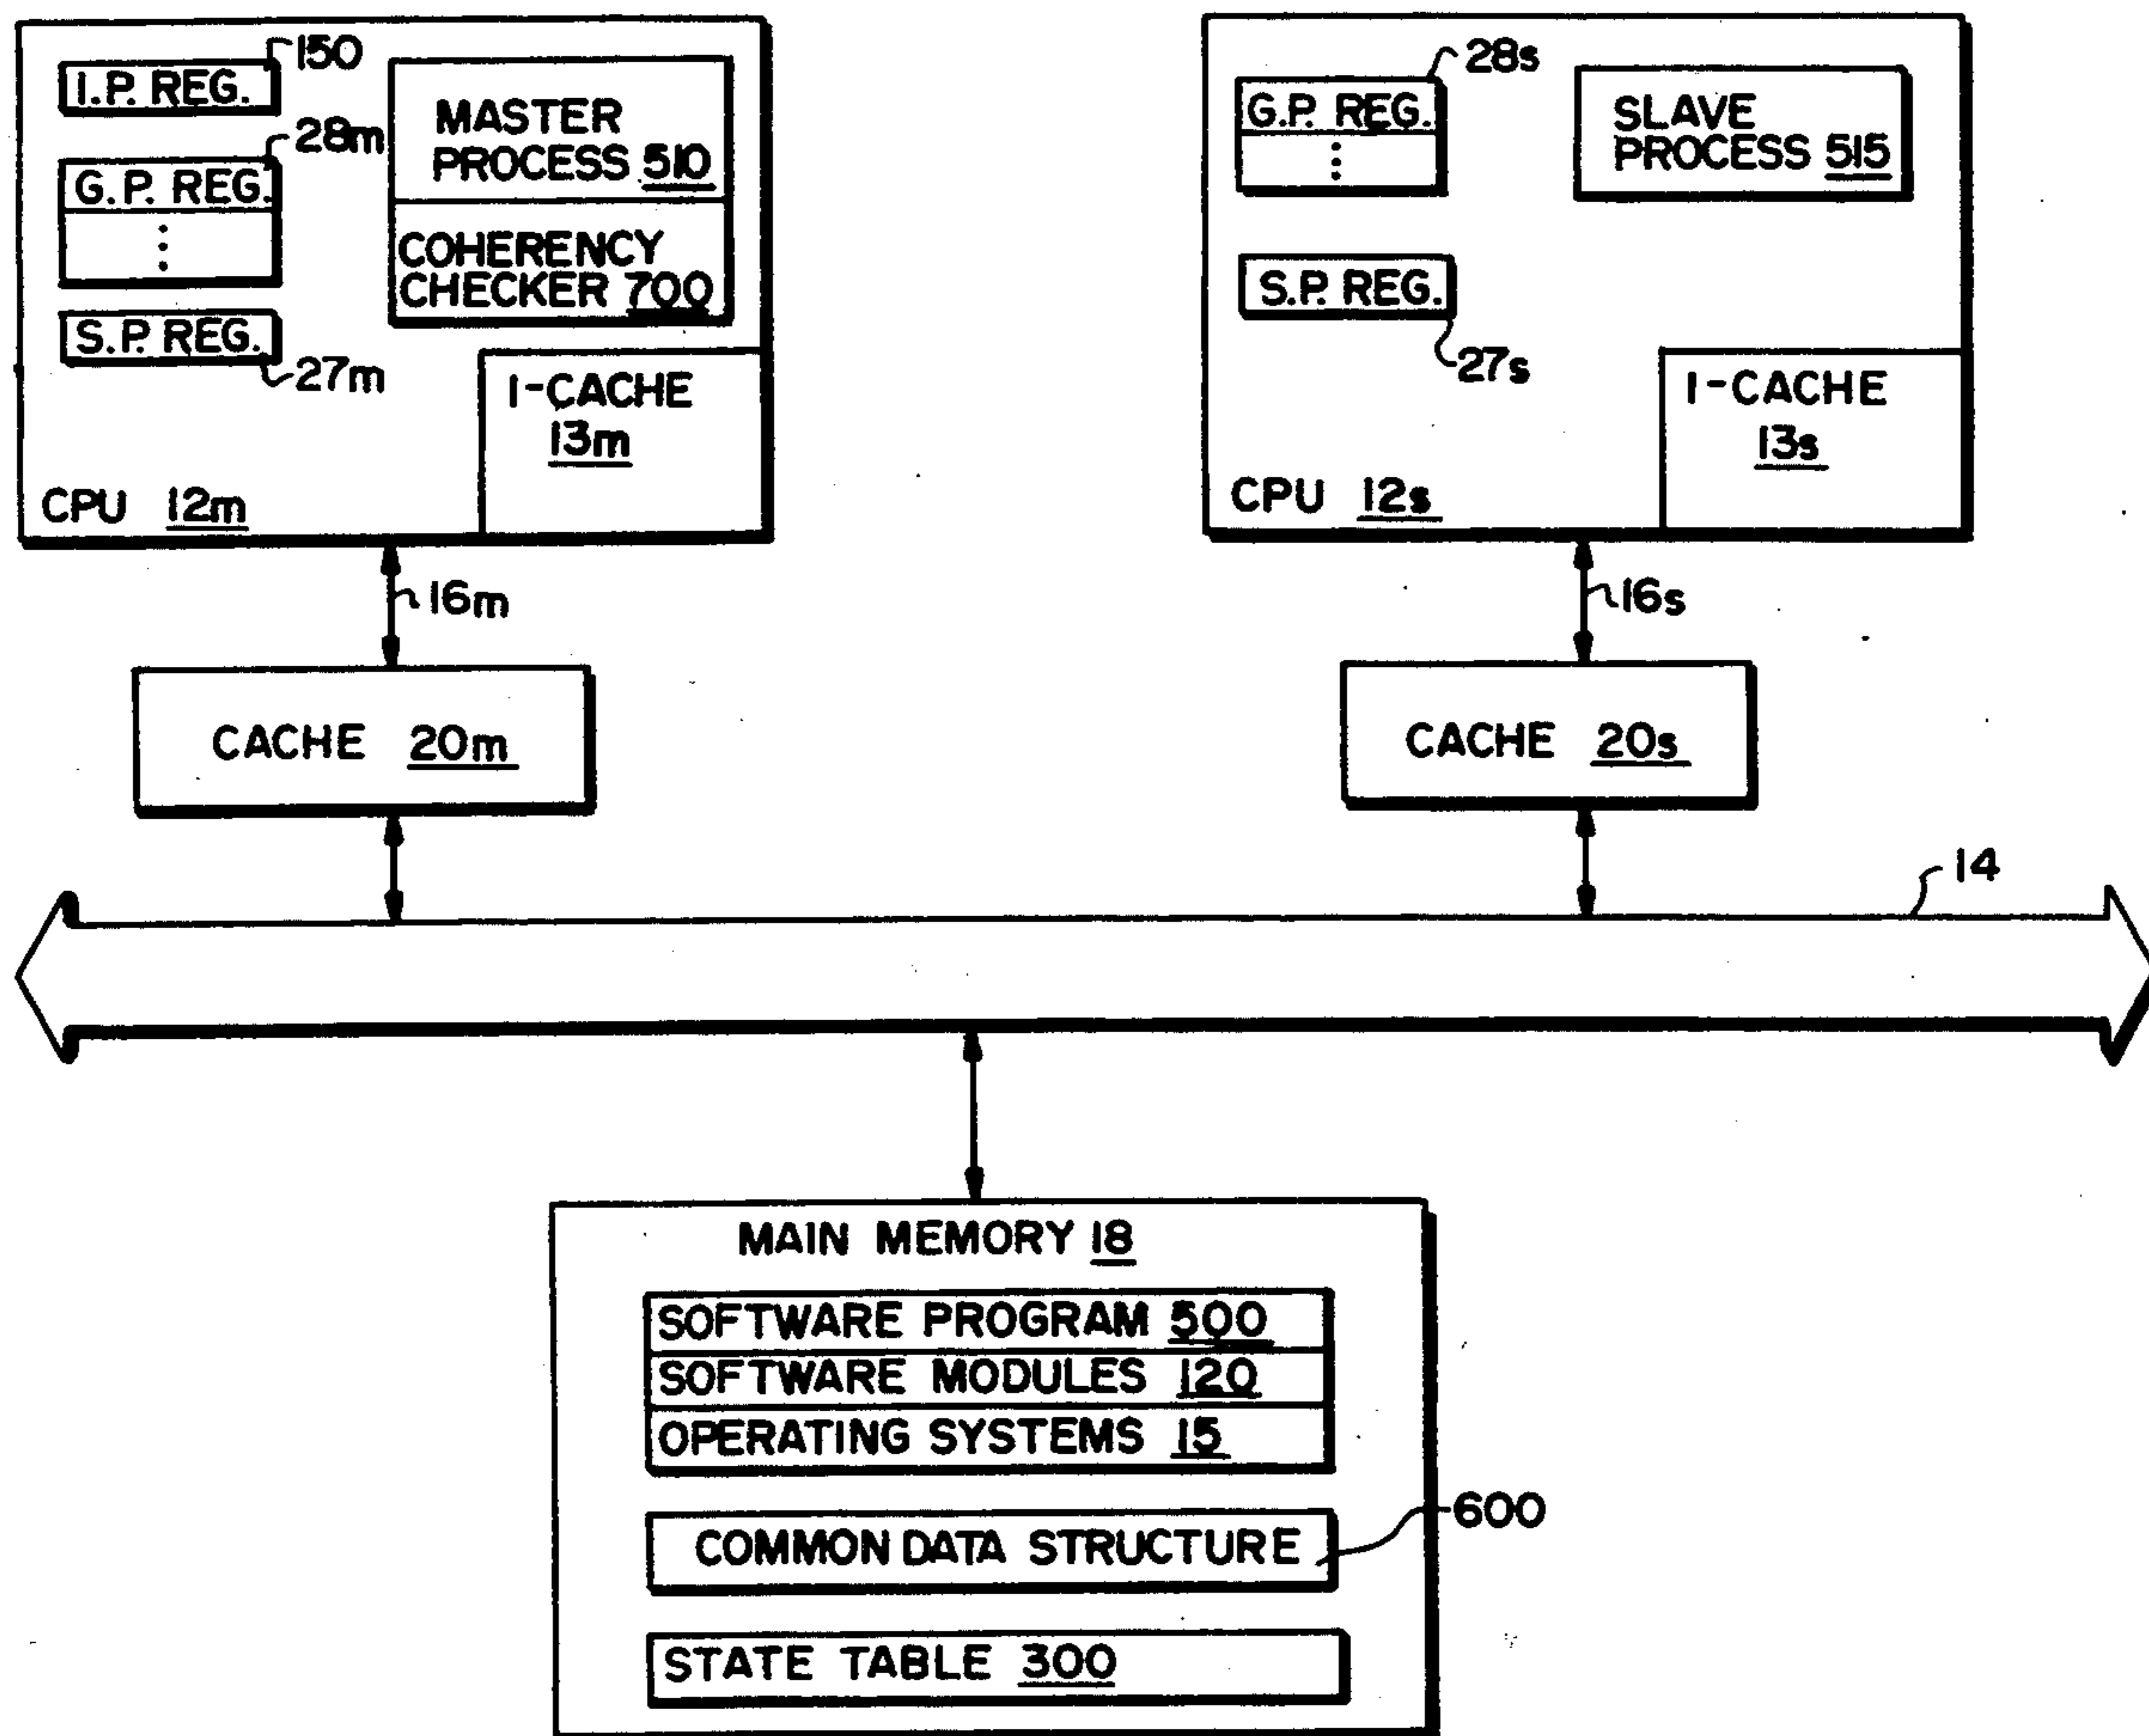 150
I.P. REG.
28m
G.P. REG.
S.P. REG.
27m
MASTER
PROCESS 510
COHERENCY
CHECKER 700
I-CACHE
13m
CPU 12m
28s
G.P. REG.
SLAVE
PROCESS 515
S.P. REG.
27s
I-CACHE
13s
CPU 12s
16m
16s
CACHE 20m
CACHE 20s
14
MAIN MEMORY 18
SOFTWARE PROGRAM 500
SOFTWARE MODULES 120
OPERATING SYSTEMS 15
COMMON DATA STRUCTURE
600
STATE TABLE 300